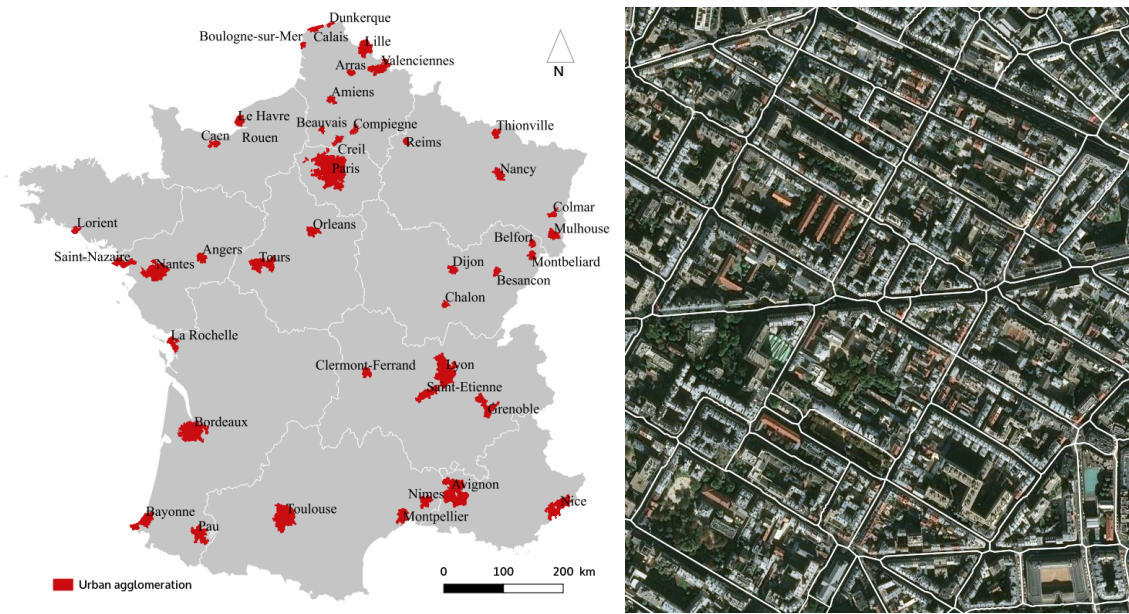 Dunkerque
Calais
Boulogne-sur-Mer
Lille
Valenciennes
Arras
N
Amiens
Le Havre
Rouen
Caen
Beauvais
Compiegne
Creil
Reims
Thionville
Paris
Nancy
Colmar
Mulhouse
Lorient
Orleans
Belfort
Montbeliard
Saint-Nazaire
Nantes
Angers
Tours
Dijon
Besancon
Chalon
La Rochelle
Clermont-Ferrand
Lyon
Saint-Etienne
Grenoble
Bordeaux
Avignon
Nimes
Nice
Bayonne
Pau
Toulouse
Montpellier
Urban agglomeration
0 100 200 km